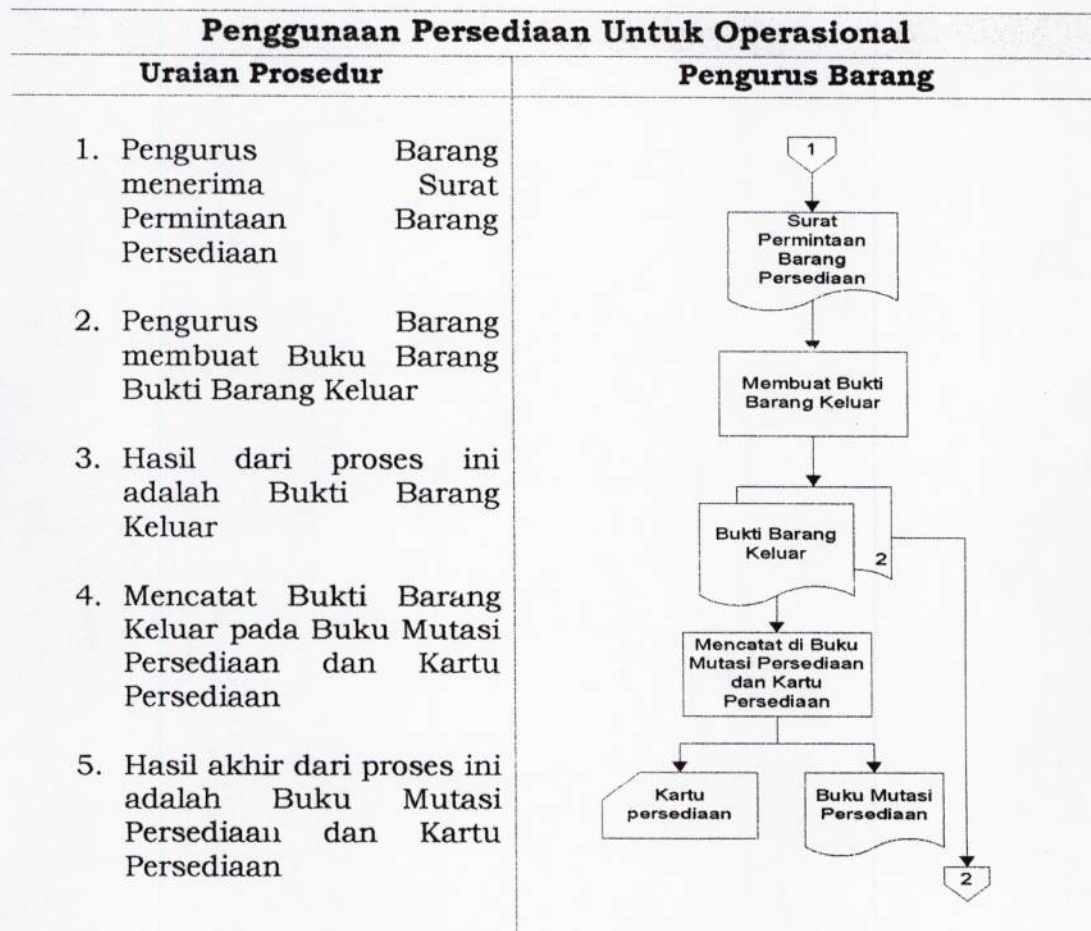 Penggunaan Persediaan Untuk Operasional
Uraian Prosedur
Pengurus Barang
1. Pengurus Barang
menerima Surat
Permintaan Barang
Persediaan
2. Pengurus Barang
membuat Buku Barang
Bukti Barang Keluar
3. Hasil dari proses ini
adalah Bukti Barang
Keluar
4. Mencatat Bukti Barang
Keluar pada Buku Mutasi
Persediaan dan Kartu
Persediaan
5. Hasil akhir dari proses ini
adalah Buku Mutasi
Persediaan dan Kartu
Persediaan
1
Surat
Permintaan
Barang
Persediaan
Membuat Bukti
Barang Keluar
Bukti Barang
Keluar
2
Mencatat di Buku
Mutasi Persediaan
dan Kartu
Persediaan
Kartu
persediaan
Buku Mutasi
Persediaan
2